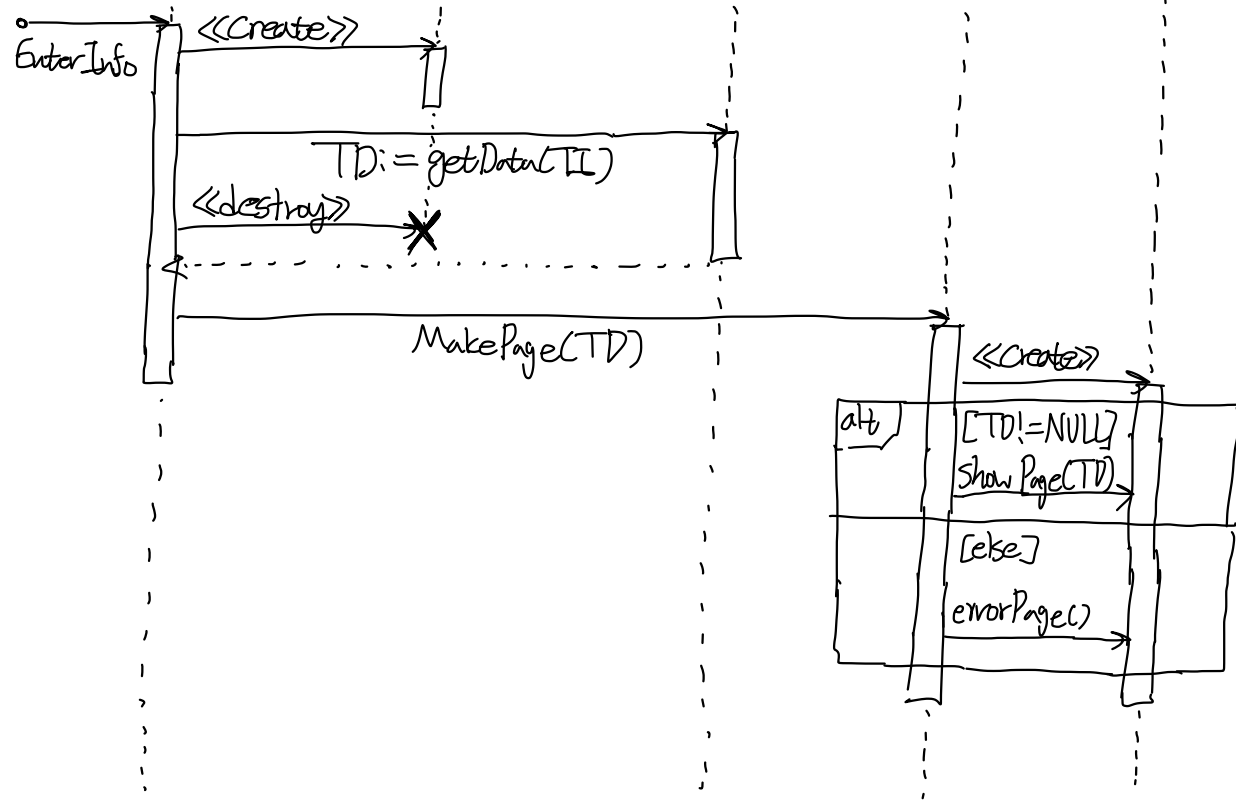 <<Create>>
EnterInfo
TD:=getData(TI)
<<destroy>>
MakePage(TD)
<<Create>>
alt
[TD!=NULL]
showPage(TD)
[else]
errorPage()